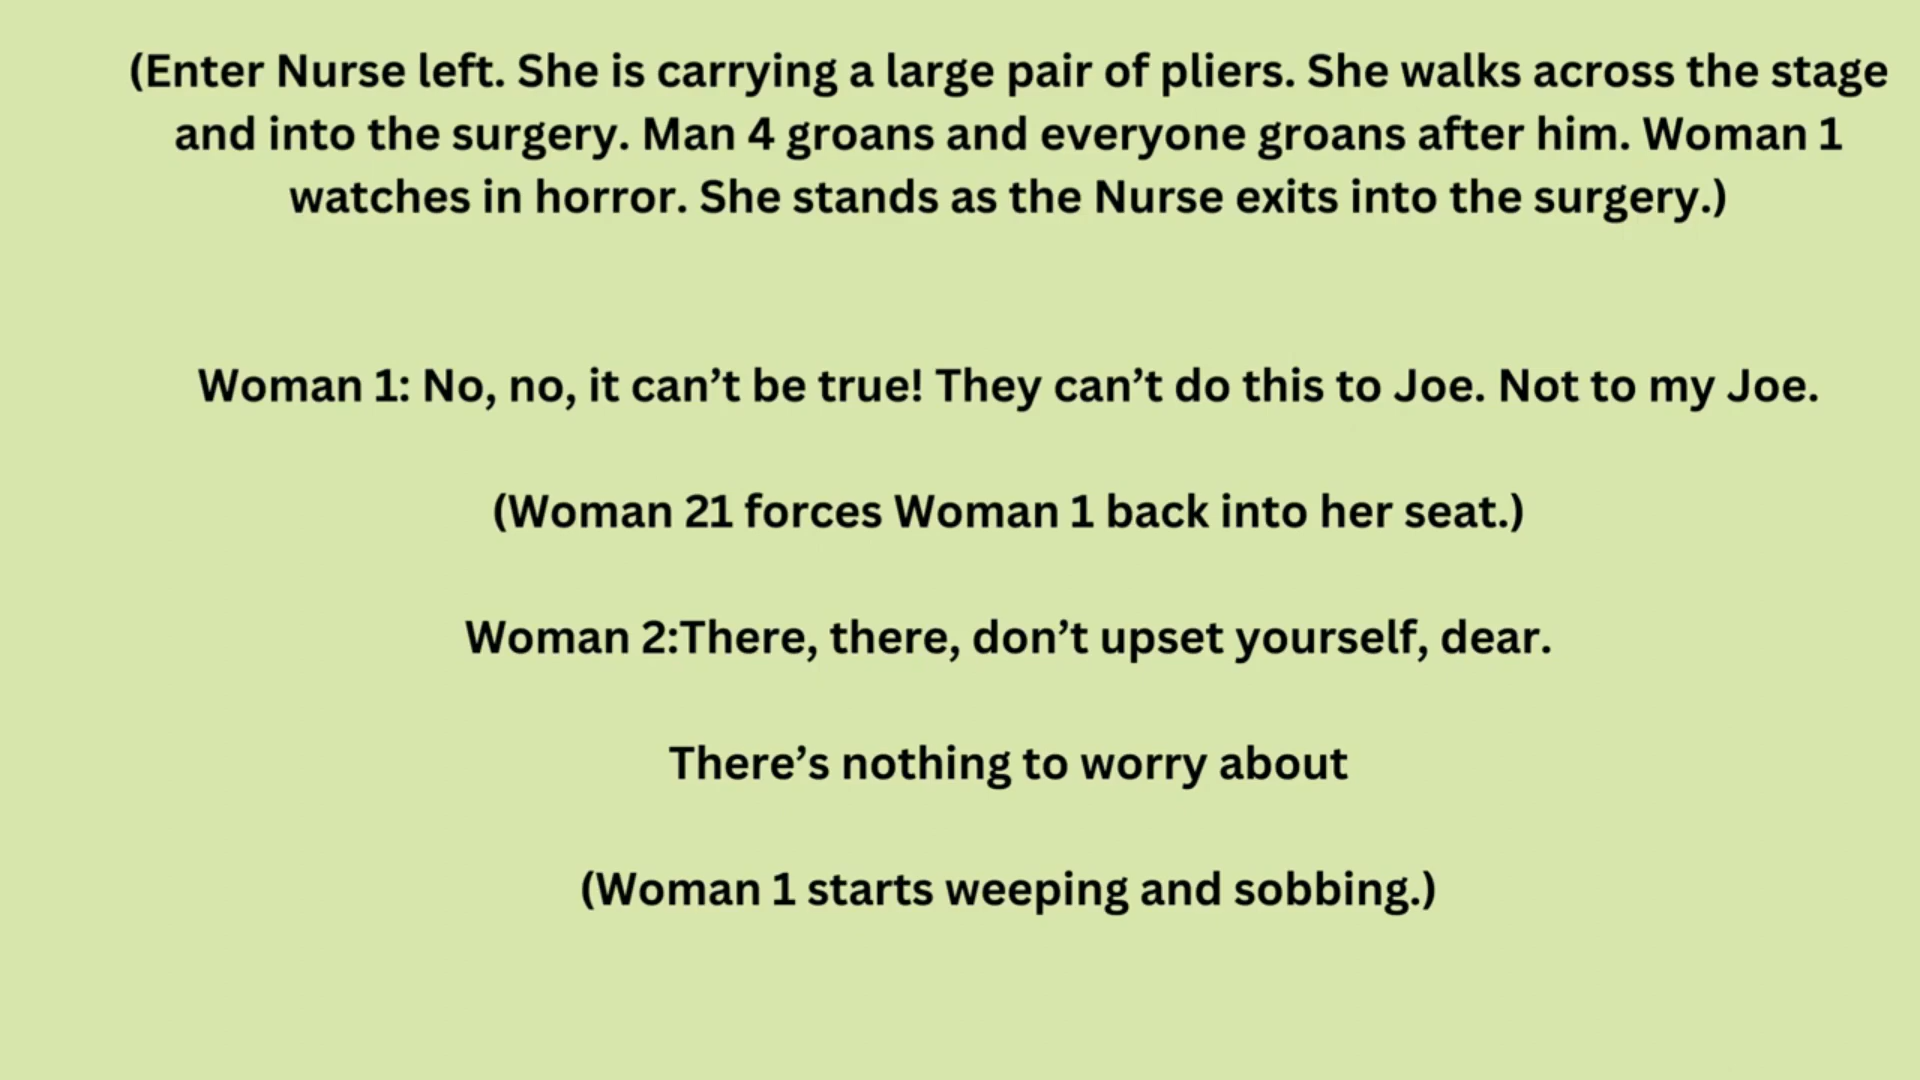 (Enter Nurse left. She is carrying a large pair of pliers. She walks across the stage
and into the surgery. Man 4 groans and everyone groans after him. Woman 1
watches in horror. She stands as the Nurse exits into the surgery.)
Woman 1: No, no, it can’t be true! They can’t do this to Joe. Not to my Joe.
(Woman 21 forces Woman 1 back into her seat.)
Woman 2:There, there, don’t upset yourself, dear.
There’s nothing to worry about
(Woman 1 starts weeping and sobbing.)